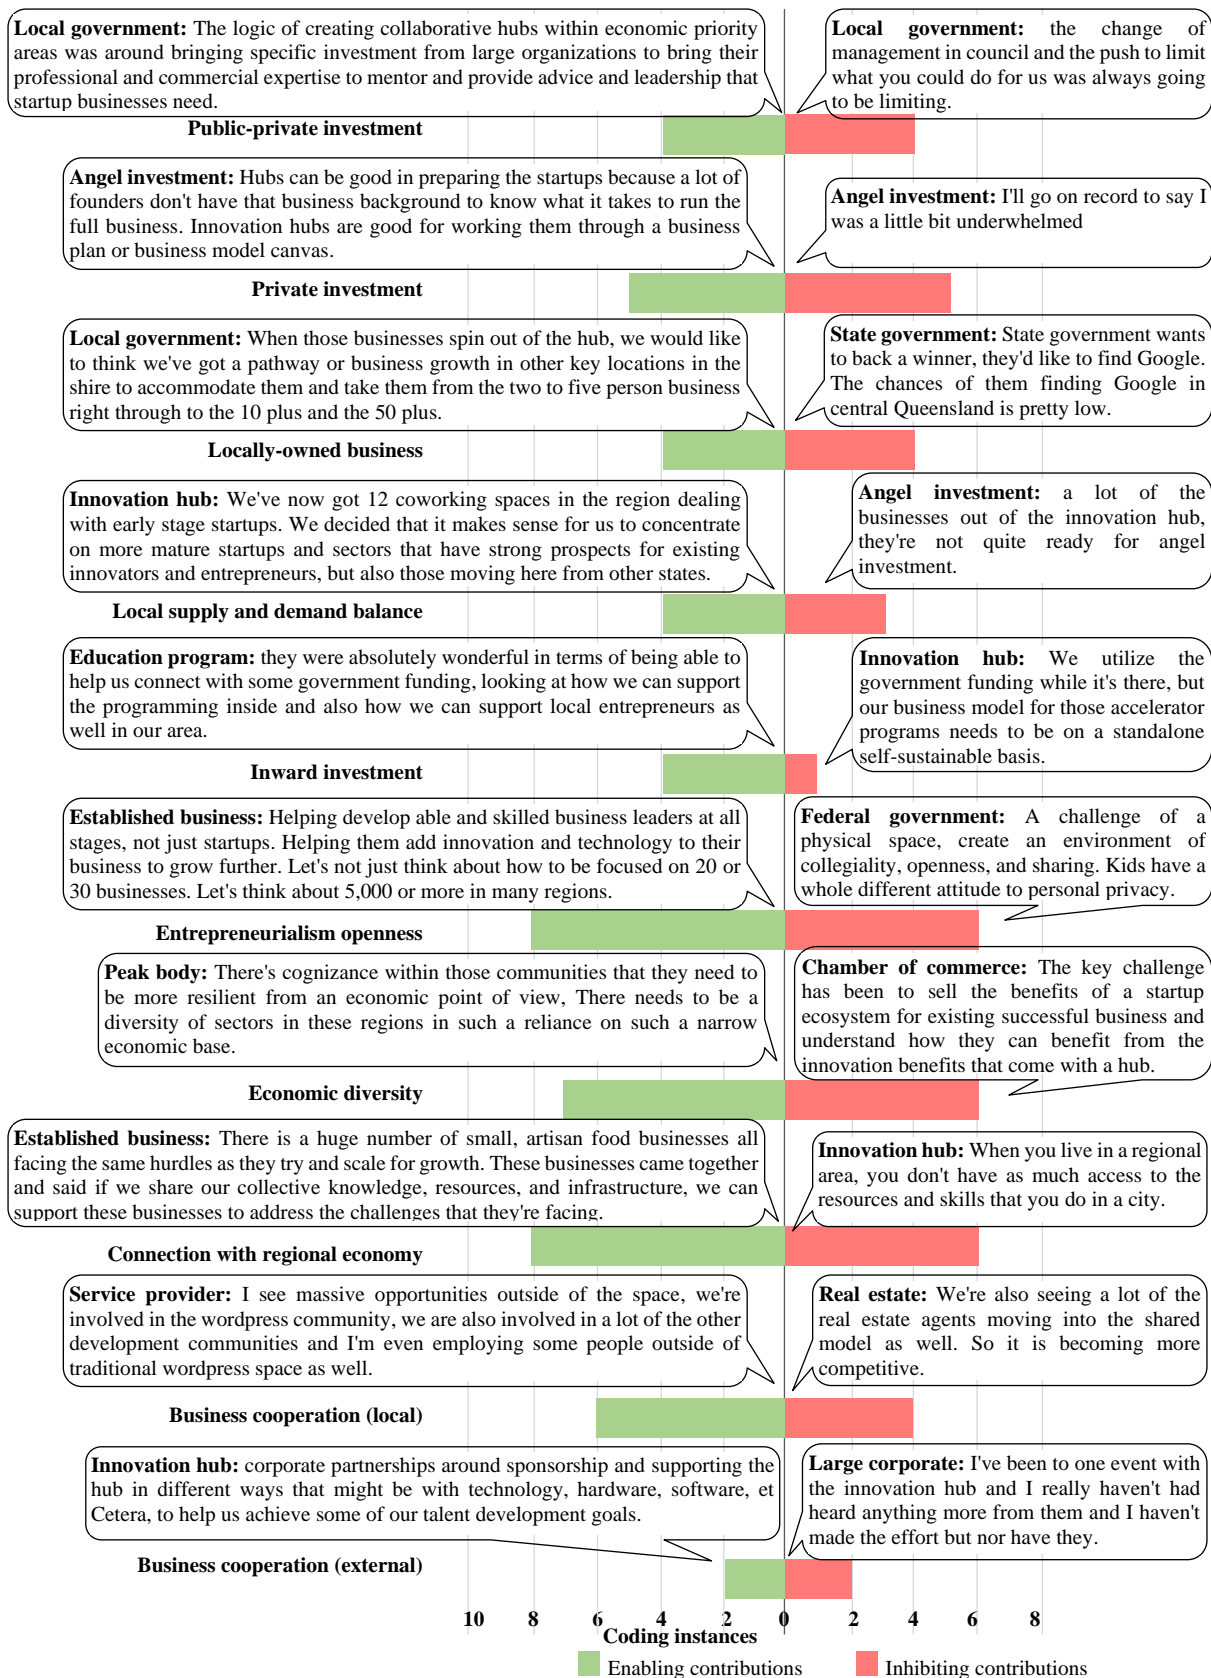 Local government: The logic of creating collaborative hubs within economic priority
areas was around bringing specific investment from large organizations to bring their
professional and commercial expertise to mentor and provide advice and leadership that
startup businesses need.
Local government: the change of
management in council and the push to limit
what you could do for us was always going
to be limiting.
Public-private investment
Angel investment: Hubs can be good in preparing the startups because a lot of
founders don't have that business background to know what it takes to run the
full business. Innovation hubs are good for working them through a business
plan or business model canvas.
Angel investment: I'll go on record to say I
was a little bit underwhelmed
Private investment
Local government: When those businesses spin out of the hub, we would like
to think we've got a pathway or business growth in other key locations in the
shire to accommodate them and take them from the two to five person business
right through to the 10 plus and the 50 plus.
State government: State government wants
to back a winner, they'd like to find Google.
The chances of them finding Google in
central Queensland is pretty low.
Locally-owned business
Innovation hub: We've now got 12 coworking spaces in the region dealing
with early stage startups. We decided that it makes sense for us to concentrate
on more mature startups and sectors that have strong prospects for existing
innovators and entrepreneurs, but also those moving here from other states.
Angel investment: a lot of the
businesses out of the innovation hub,
they're not quite ready for angel
investment.
Local supply and demand balance
Education program: they were absolutely wonderful in terms of being able to
help us connect with some government funding, looking at how we can support
the programming inside and also how we can support local entrepreneurs as
well in our area.
Innovation hub: We utilize the
government funding while it's there, but
our business model for those accelerator
programs needs to be on a standalone
self-sustainable basis.
Inward investment
Established business: Helping develop able and skilled business leaders at all
stages, not just startups. Helping them add innovation and technology to their
business to grow further. Let's not just think about how to be focused on 20 or
30 businesses. Let's think about 5,000 or more in many regions.
Federal government: A challenge of a
physical space, create an environment of
collegiality, openness, and sharing. Kids have a
whole different attitude to personal privacy.
Entrepreneurialism openness
Peak body: There's cognizance within those communities that they need to
be more resilient from an economic point of view, There needs to be a
diversity of sectors in these regions in such a reliance on such a narrow
economic base.
Chamber of commerce: The key challenge
has been to sell the benefits of a startup
ecosystem for existing successful business and
understand how they can benefit from the
innovation benefits that come with a hub.
Economic diversity
Established business: There is a huge number of small, artisan food businesses all
facing the same hurdles as they try and scale for growth. These businesses came together
and said if we share our collective knowledge, resources, and infrastructure, we can
support these businesses to address the challenges that they're facing.
Innovation hub: When you live in a regional
area, you don't have as much access to the
resources and skills that you do in a city.
Connection with regional economy
Service provider: I see massive opportunities outside of the space, we're
involved in the wordpress community, we are also involved in a lot of the other
development communities and I'm even employing some people outside of
traditional wordpress space as well.
Real estate: We're also seeing a lot of the
real estate agents moving into the shared
model as well. So it is becoming more
competitive.
Business cooperation (local)
Innovation hub: corporate partnerships around sponsorship and supporting the
hub in different ways that might be with technology, hardware, software, et
Cetera, to help us achieve some of our talent development goals.
Large corporate: I've been to one event with
the innovation hub and I really haven't had
heard anything more from them and I haven't
made the effort but nor have they.
Business cooperation (external)
10 8 6 4 2 0 2 4 6 8
Coding instances
Enabling contributions Inhibiting contributions